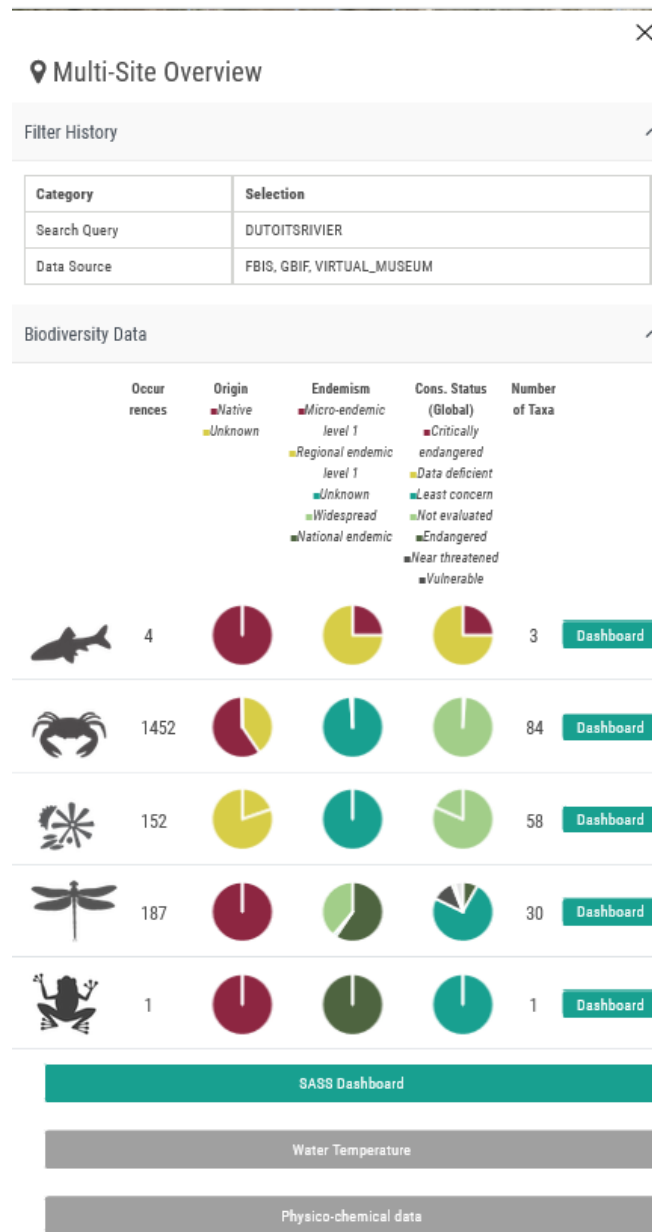 Multi-Site Overview
Filter History
Category Selection
Search Query DUTOITSRIVIER
Data Source FBIS, GBIF, VIRTUAL_MUSEUM
Biodiversity Data
Occur
rences
Origin
Native
Unknown
Endemism
Micro-endemic
level 1
Regional endemic
level 1
Unknown
Widespread
National endemic
Cons. Status
(Global)
Critically
endangered
Data deficient
Least concern
Not evaluated
Endangered
Near threatened
Vulnerable
Number
of Taxa
4 3 Dashboard
1452 84 Dashboard
152 58 Dashboard
187 30 Dashboard
1 1 Dashboard
SASS Dashboard
Water Temperature
Physico-chemical data